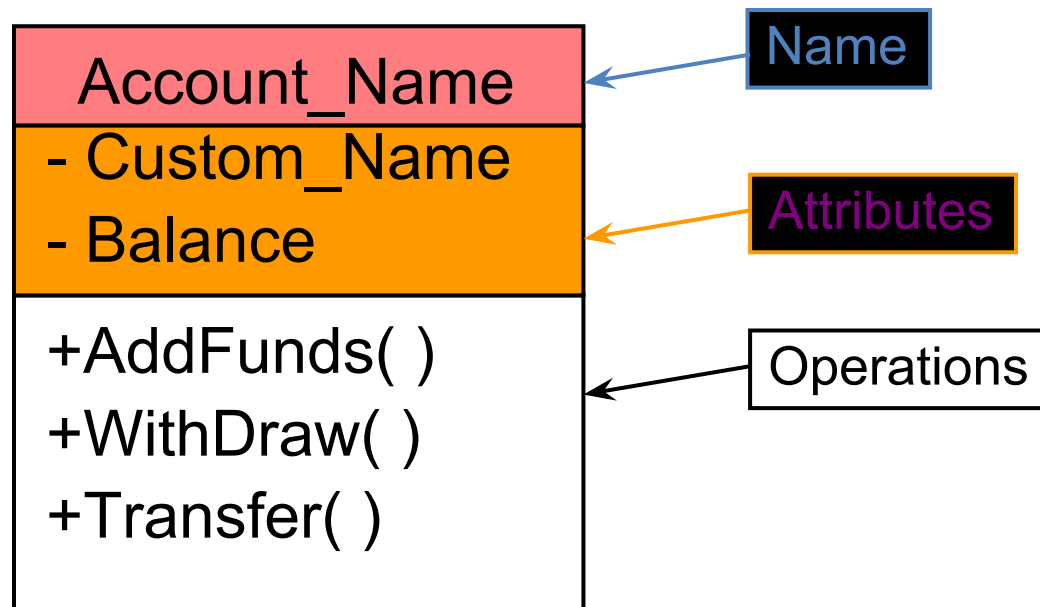 Account_Name
- Custom_Name
- Balance
+AddFunds( )
+WithDraw( )
+Transfer( )
Name
Attributes
Operations